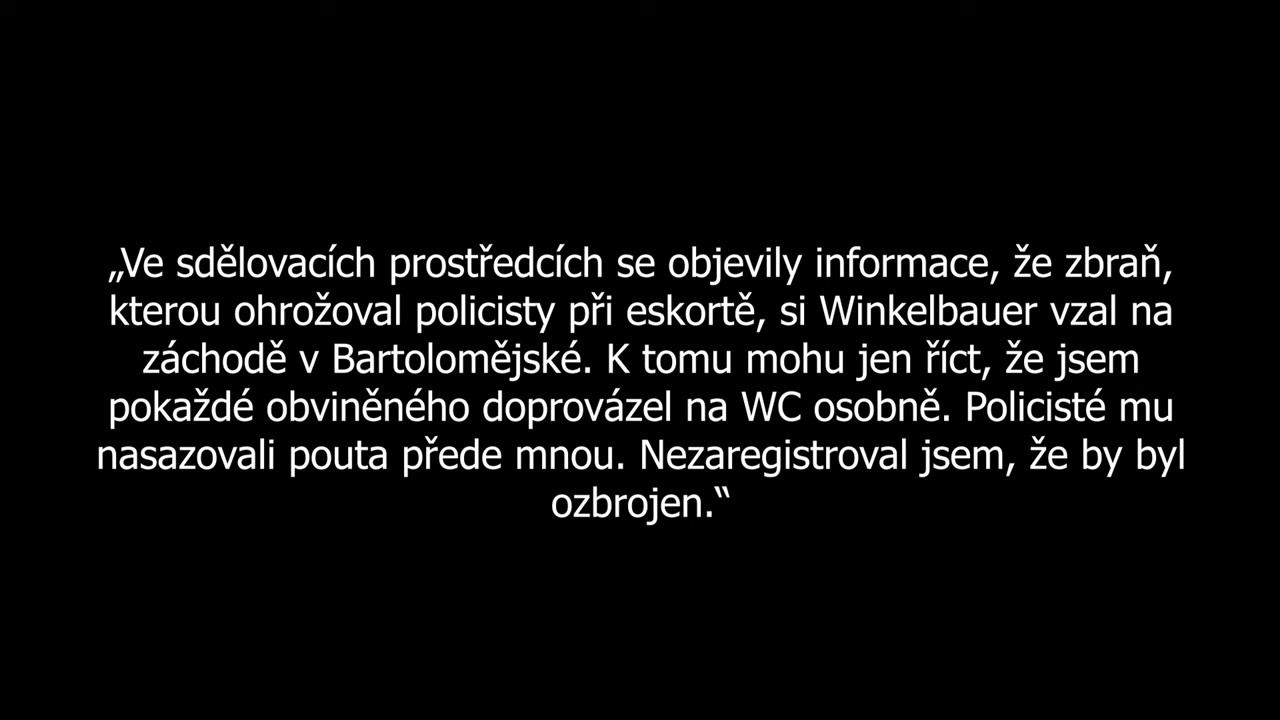 „Ve sdělovacích prostředcích se objevily informace, že zbraň,
kterou ohrožoval policisty při eskortě, si Winkelbauer vzal na
záchodě v Bartolomějské. K tomu mohu jen říct, že jsem
pokaždé obviněného doprovázel na WC osobně. Policisté mu
nasazovali pouta přede mnou. Nezaregistroval jsem, že by byl
ozbrojen.“